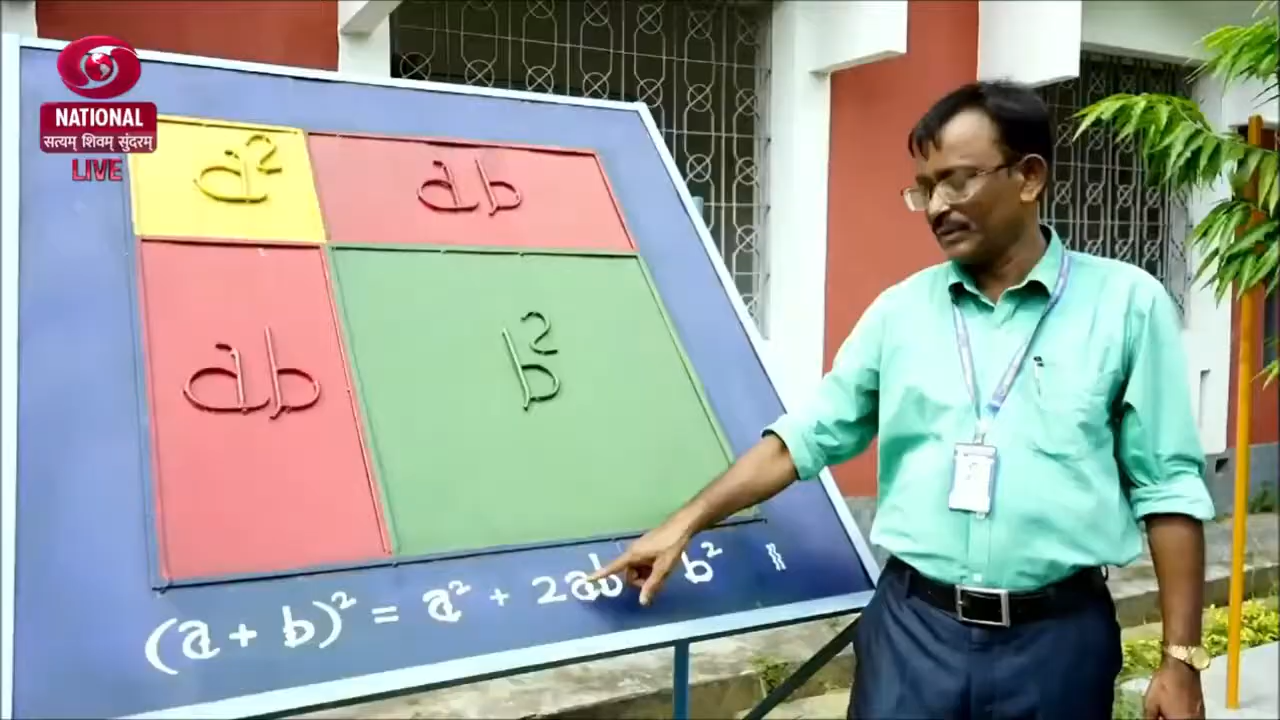 NATIONAL
सत्यम् शिवम् सुंदरम्
LIVE
a² ab
ab b²
(a + b)² = a² + 2ab b²